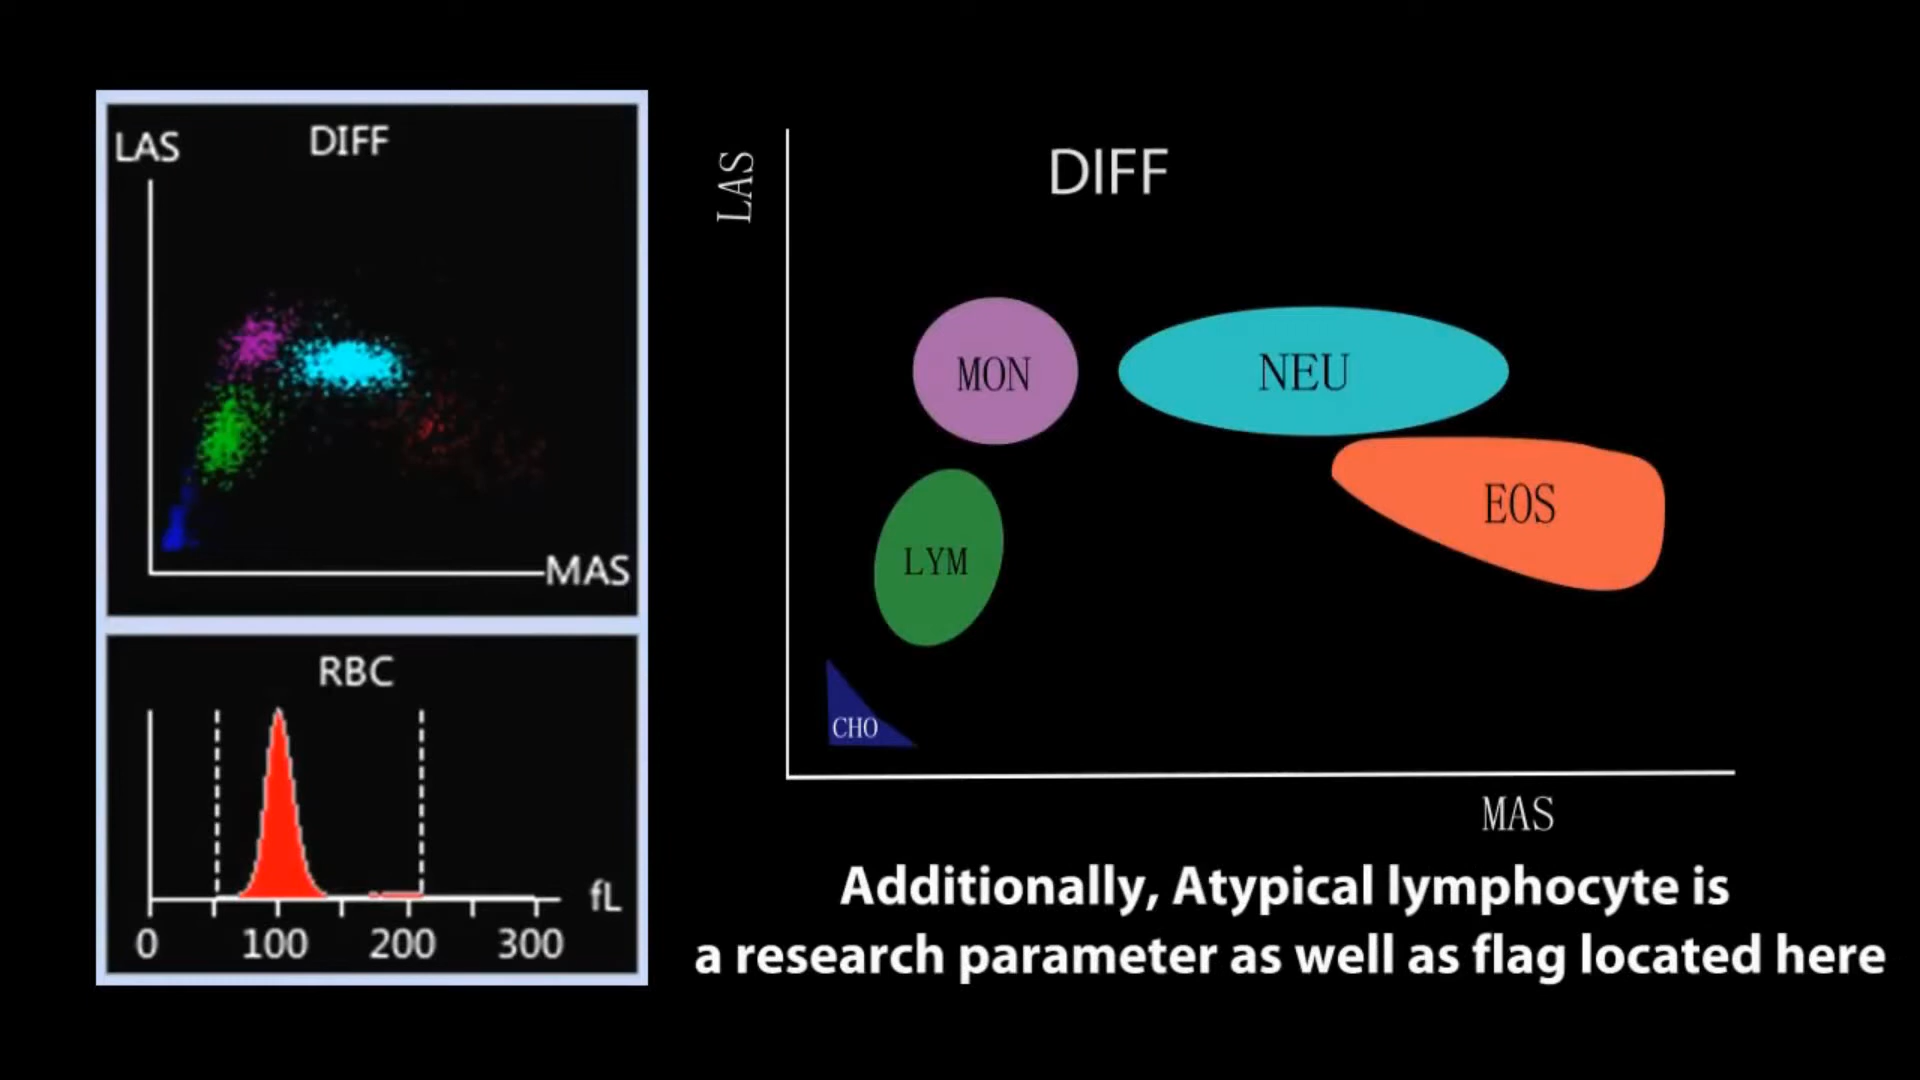 LAS
DIFF
MAS
RBC
fL
0 100 200 300
LAS
DIFF
MON
NEU
EOS
LYM
CHO
MAS
Additionally, Atypical lymphocyte is
a research parameter as well as flag located here